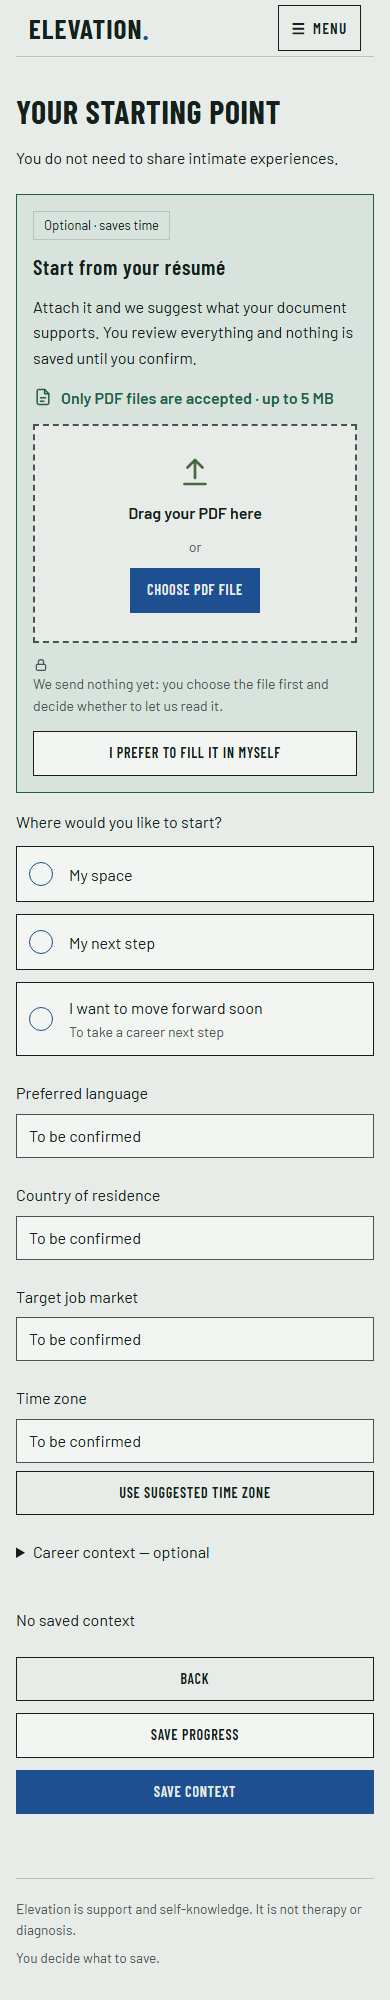 ELEVATION.
☰ MENU
YOUR STARTING POINT
You do not need to share intimate experiences.
Optional · saves time
Start from your résumé
Attach it and we suggest what your document
supports. You review everything and nothing is
saved until you confirm.
Only PDF files are accepted · up to 5 MB
Drag your PDF here
or
CHOOSE PDF FILE
We send nothing yet: you choose the file first and
decide whether to let us read it.
I PREFER TO FILL IT IN MYSELF
Where would you like to start?
My space
My next step
I want to move forward soon
To take a career next step
Preferred language
To be confirmed
Country of residence
To be confirmed
Target job market
To be confirmed
Time zone
To be confirmed
USE SUGGESTED TIME ZONE
Career context — optional
No saved context
BACK
SAVE PROGRESS
SAVE CONTEXT
Elevation is support and self-knowledge. It is not therapy or
diagnosis.
You decide what to save.